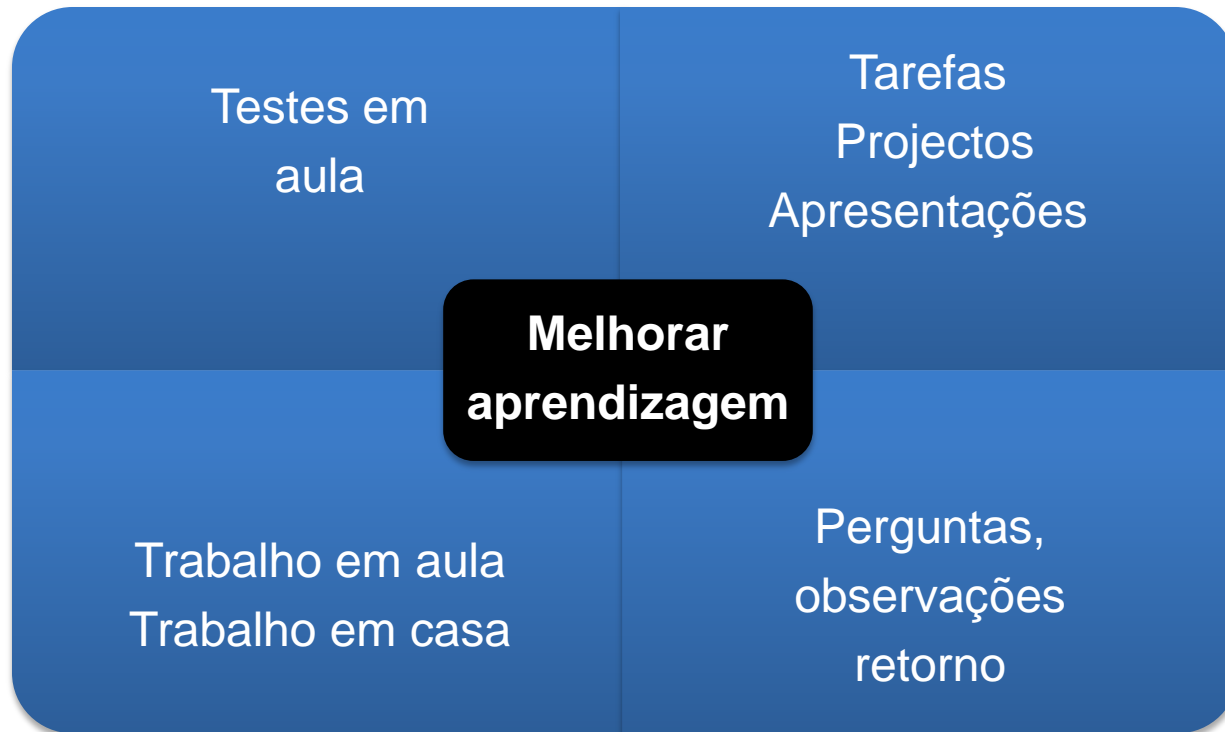 Testes em
aula
Tarefas
Projectos
Apresentações
Melhorar
aprendizagem
Trabalho em aula
Trabalho em casa
Perguntas,
observações
retorno